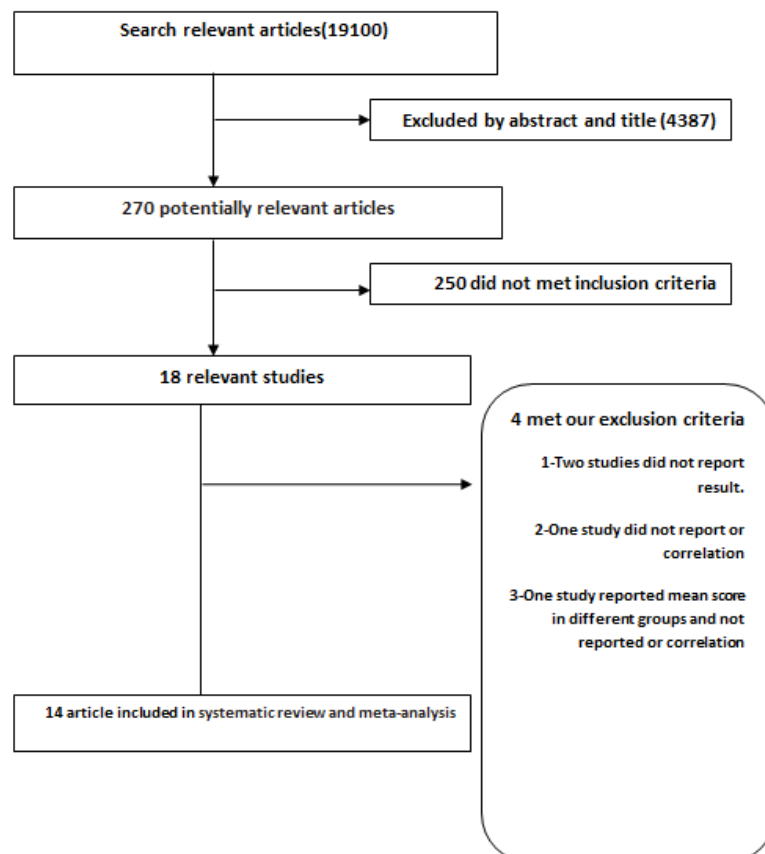 Search relevant articles(19100)
Excluded by abstract and title (4387)
270 potentially relevant articles
250 did not met inclusion criteria
18 relevant studies
4 met our exclusion criteria
1-Two studies did not report
result.
2-One study did not report or
correlation
3-One study reported mean score
in different groups and not
reported or correlation
14 article included in systematic review and meta-analysis